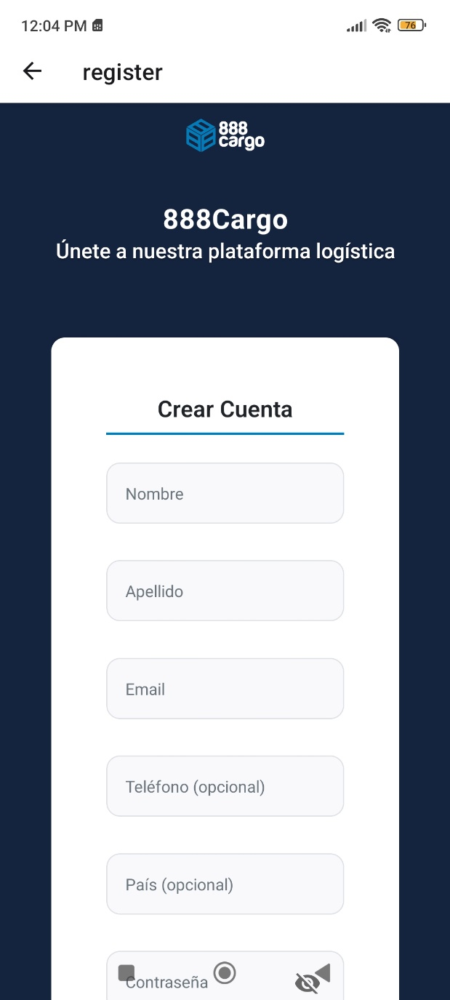 12:04 PM
76
register
888
cargo
888Cargo
Únete a nuestra plataforma logística
Crear Cuenta
Nombre
Apellido
Email
Teléfono (opcional)
País (opcional)
Contraseña